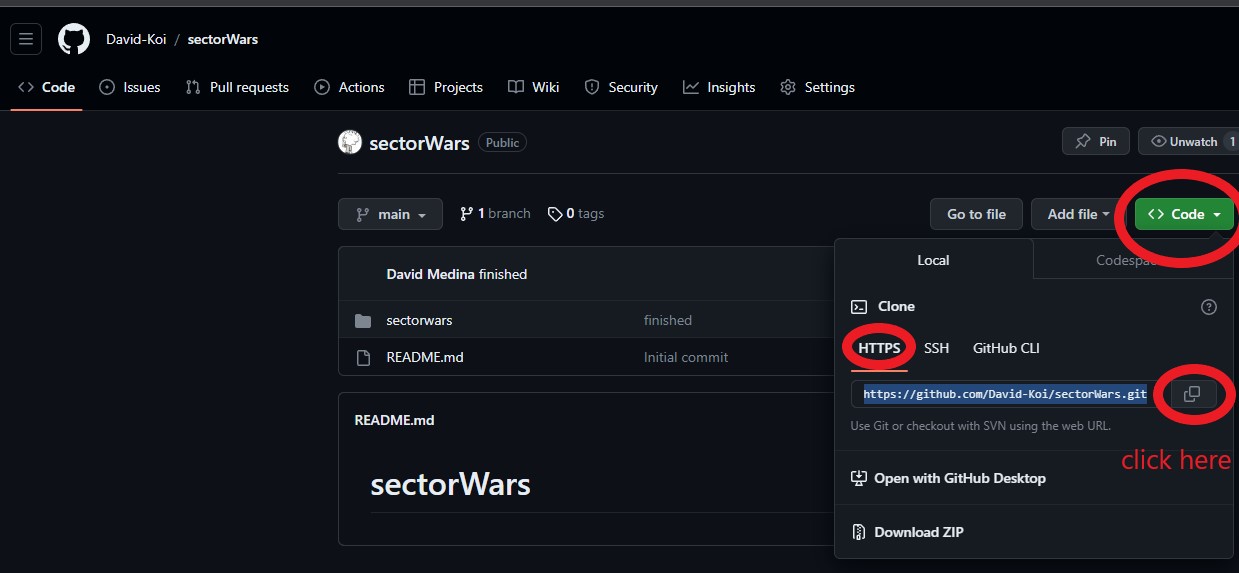 David-Koi / sectorWars
Code Issues Pull requests Actions Projects Wiki Security Insights Settings
sectorWars Public Pin Unwatch 1
main 1 branch 0 tags Go to file Add file Code
Local
David Medina finished
Clone
sectorwars finished
HTTPS SSH GitHub CLI
README.md Initial commit
https://github.com/David-Koi/sectorWars.git
README.md
Use Git or checkout with SVN using the web URL.
click here
sectorWars
Open with GitHub Desktop
Download ZIP